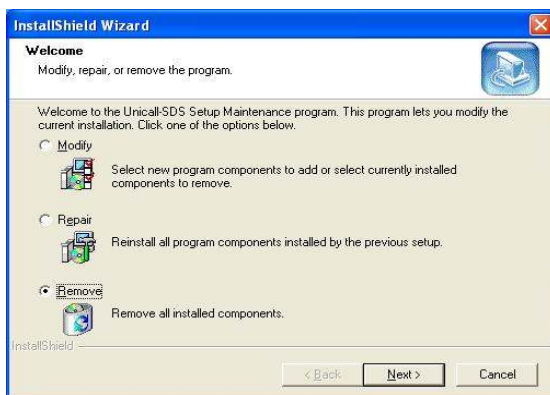 InstallShield Wizard
Welcome
Modify, repair, or remove the program.
Welcome to the Unicall-SDS Setup Maintenance program. This program lets you modify the
current installation. Click one of the options below.
Modify
Select new program components to add or select currently installed
components to remove.
Repair
Reinstall all program components installed by the previous setup.
Remove
Remove all installed components.
InstallShield
< Back Next > Cancel